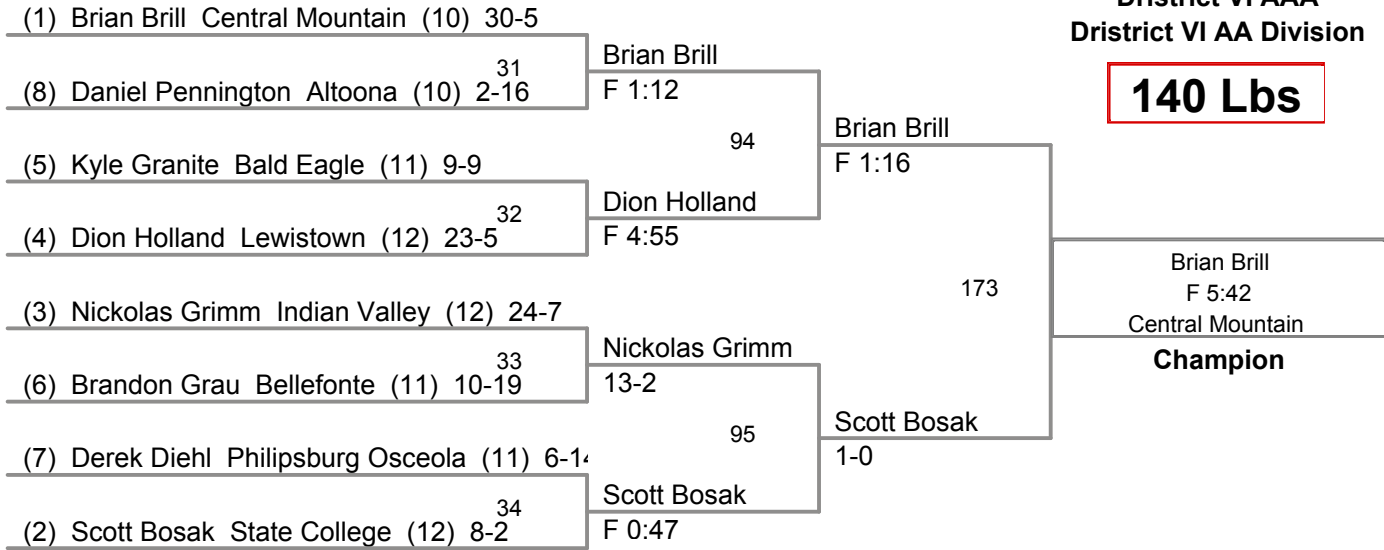 (1) Brian Brill Central Mountain (10) 30-5
31
(8) Daniel Pennington Altoona (10) 2-16
(5) Kyle Granite Bald Eagle (11) 9-9
32
(4) Dion Holland Lewistown (12) 23-5
(3) Nickolas Grimm Indian Valley (12) 24-7
33
(6) Brandon Grau Bellefonte (11) 10-19
(7) Derek Diehl Philipsburg Osceola (11) 6-14
34
(2) Scott Bosak State College (12) 8-2
Brian Brill
F 1:12
94
Dion Holland
F 4:55
Nickolas Grimm
13-2
95
Scott Bosak
F 0:47
Brian Brill
F 1:16
173
Scott Bosak
1-0
Dristrict VI AAA
Dristrict VI AA Division
140 Lbs
Brian Brill
F 5:42
Central Mountain
Champion